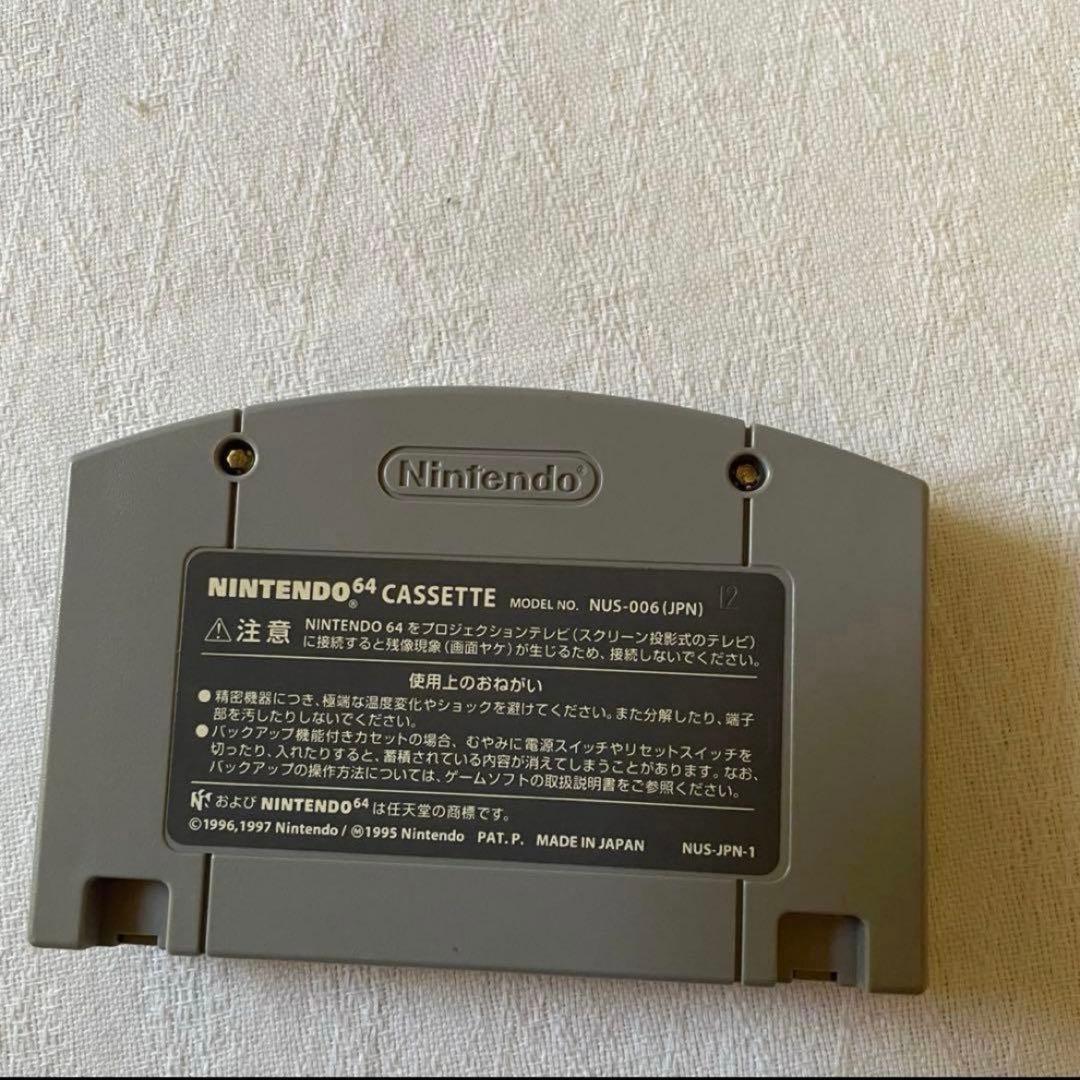 Nintendo®
NINTENDO®64 CASSETTE MODEL NO. NUS-006(JPN) 12
⚠注意 NINTENDO 64をプロジェクションテレビ(スクリーン投影式のテレビ)
に接続すると残像現象(画面ヤケ)が生じるため、接続しないでください。
使用上のおねがい
●精密機器につき、極端な温度変化やショックを避けてください。また分解したり、端子
部を汚したりしないでください。
●バックアップ機能付きカセットの場合、むやみに電源スイッチやリセットスイッチを
切ったり、入れたりすると、蓄積されている内容が消えてしまうことがあります。なお、
バックアップの操作方法については、ゲームソフトの取扱説明書をご参照ください。
および NINTENDO64 は任天堂の商標です。
©1996,1997 Nintendo/Ⓜ1995 Nintendo PAT. P. MADE IN JAPAN NUS-JPN-1